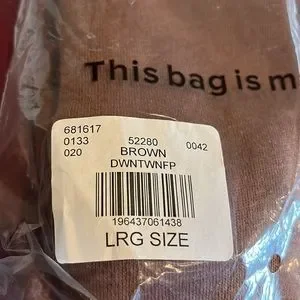 This bag is m
681617
0133 52280 0042
020 BROWN
DWNTWNFP
196437061438
LRG SIZE